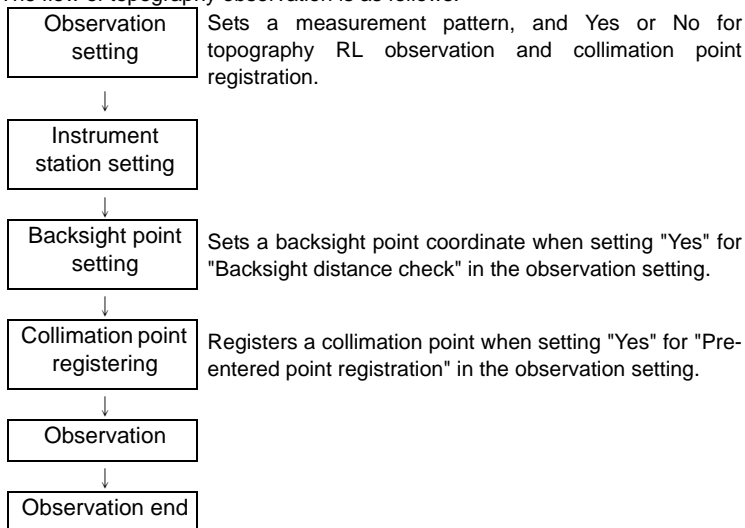 The flow of topography observation is as follows.
Observation
setting
Sets a measurement pattern, and Yes or No for
topography RL observation and collimation point
registration.
↓
Instrument
station setting
↓
Backsight point
setting
Sets a backsight point coordinate when setting "Yes" for
"Backsight distance check" in the observation setting.
↓
Collimation point
registering
Registers a collimation point when setting "Yes" for "Pre-
entered point registration" in the observation setting.
↓
Observation
↓
Observation end